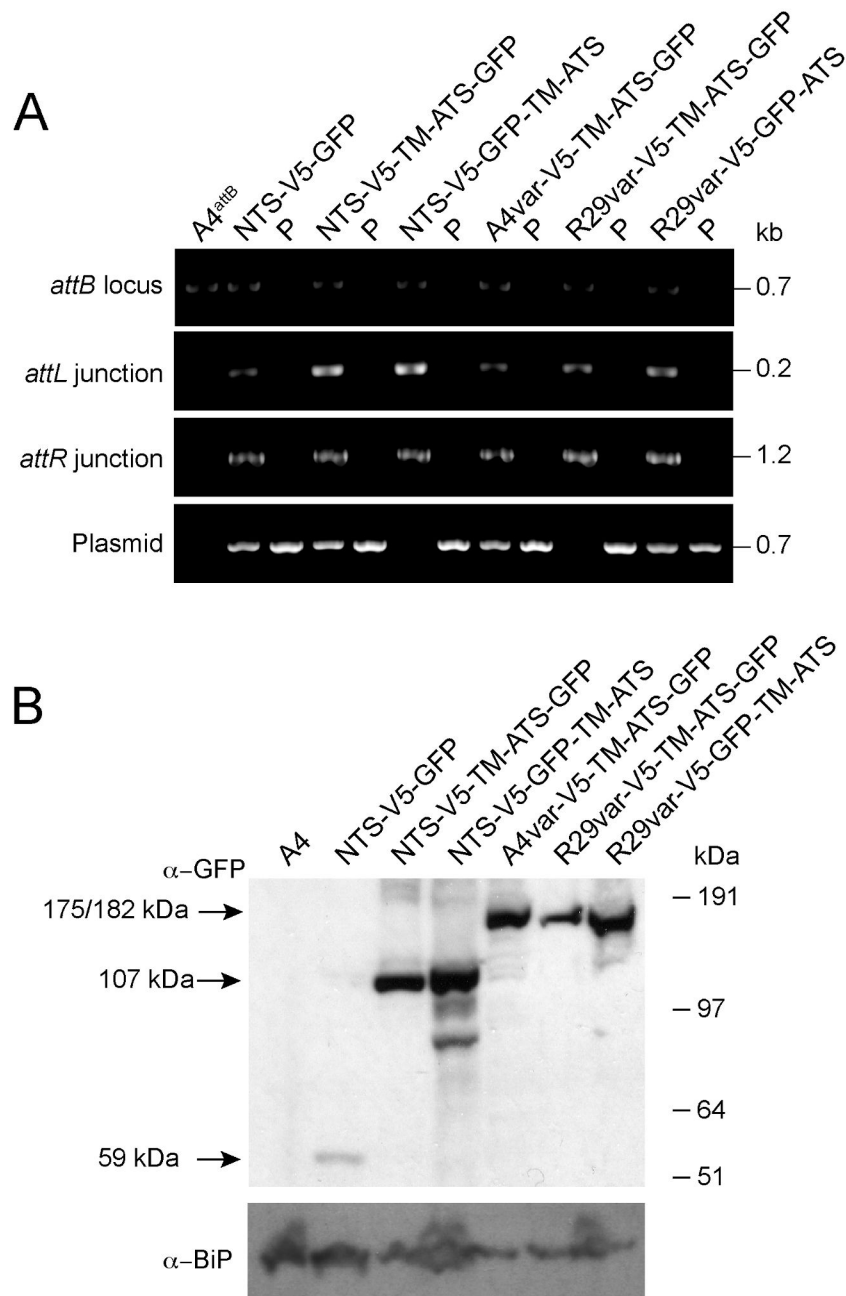 A
A4attB
NTS-V5-GFP
P
NTS-V5-TM-ATS-GFP
P
NTS-V5-GFP-TM-ATS
P
A4var-V5-TM-ATS-GFP
P
R29var-V5-TM-ATS-GFP
P
R29var-V5-GFP-ATS
P
kb
attB locus
0.7
attL junction
0.2
attR junction
1.2
Plasmid
0.7
B
A4
NTS-V5-GFP
NTS-V5-TM-ATS-GFP
NTS-V5-GFP-TM-ATS
A4var-V5-TM-ATS-GFP
R29var-V5-TM-ATS-GFP
R29var-V5-GFP-TM-ATS
α–GFP
kDa
175/182 kDa
191
107 kDa
97
64
59 kDa
51
α–BiP